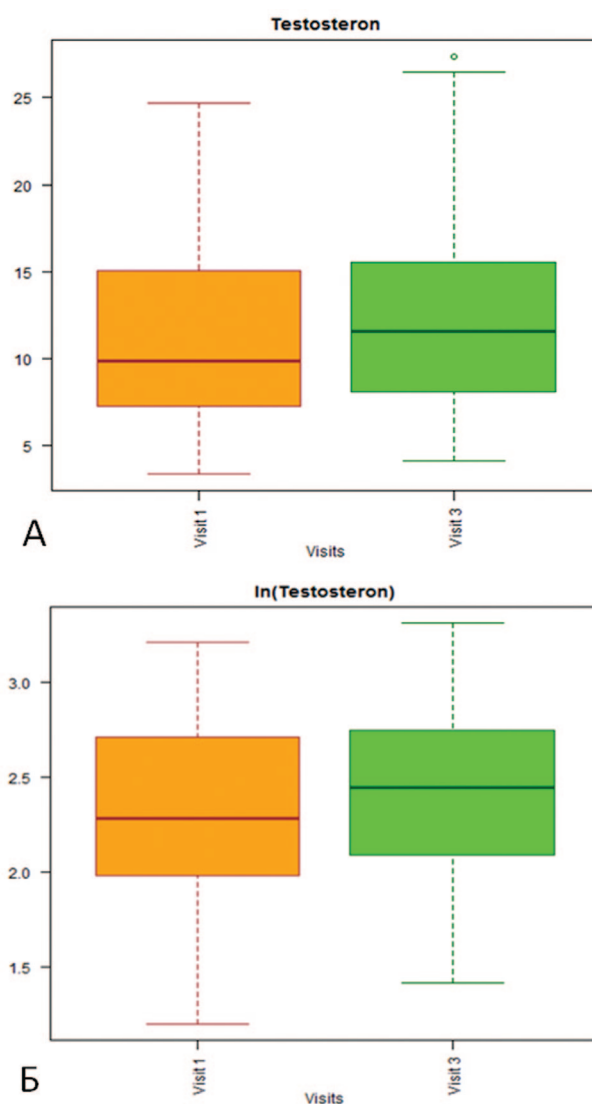 Testosteron
25
20
15
10
5
Visit 1
Visit 3
Visits
А
ln(Testosteron)
3.0
2.5
2.0
1.5
Visit 1
Visit 3
Visits
Б